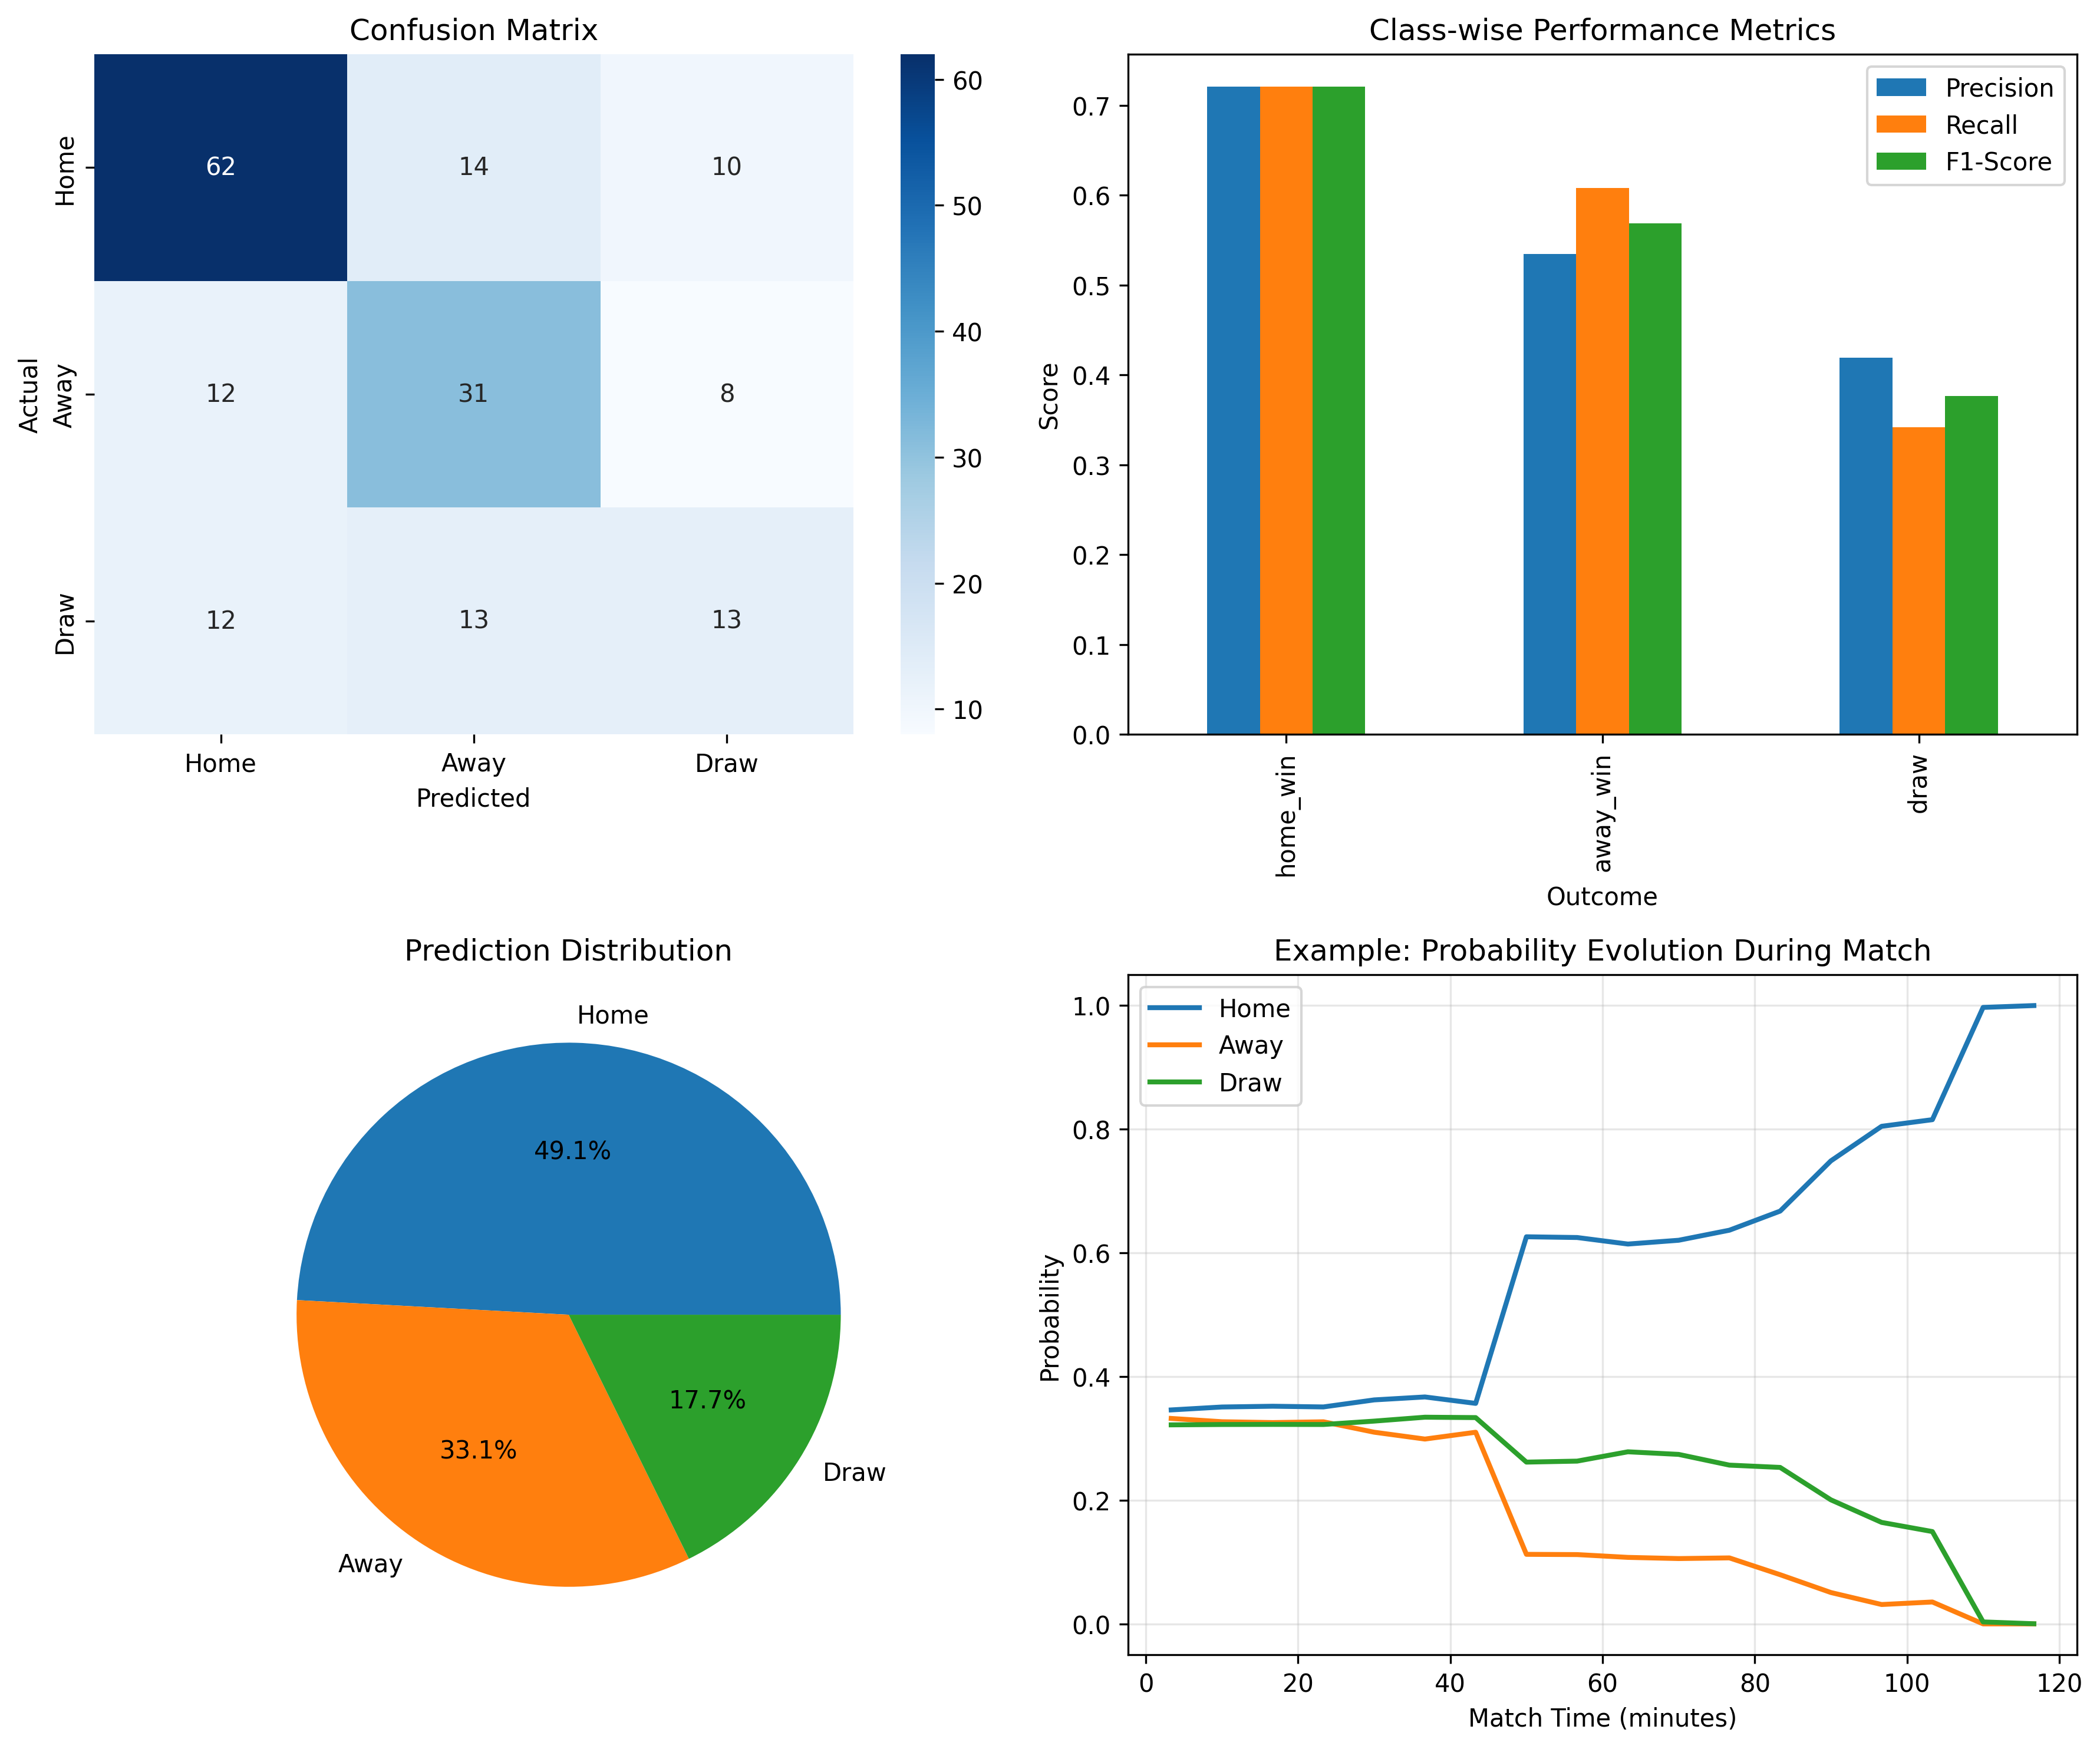 Confusion Matrix
Actual
Home
Away
Draw
62 14 10
12 31 8
12 13 13
Home Away Draw
Predicted
60
50
40
30
20
10
Class-wise Performance Metrics
Score
0.7
0.6
0.5
0.4
0.3
0.2
0.1
0.0
Precision
Recall
F1-Score
home_win away_win draw
Outcome
Prediction Distribution
Home
49.1%
33.1%
17.7%
Away
Draw
Example: Probability Evolution During Match
Probability
1.0
0.8
0.6
0.4
0.2
0.0
Home
Away
Draw
0 20 40 60 80 100 120
Match Time (minutes)